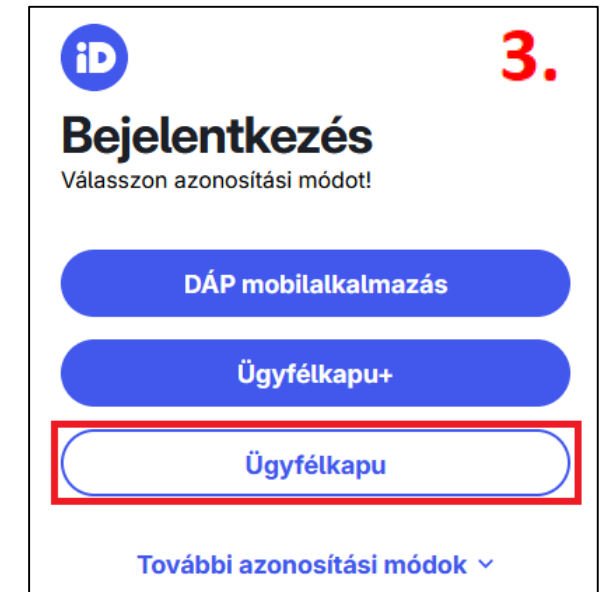 iD
3.
Bejelentkezés
Válasszon azonosítási módot!
DÁP mobilalkalmazás
Ügyfélkapu+
Ügyfélkapu
További azonosítási módok